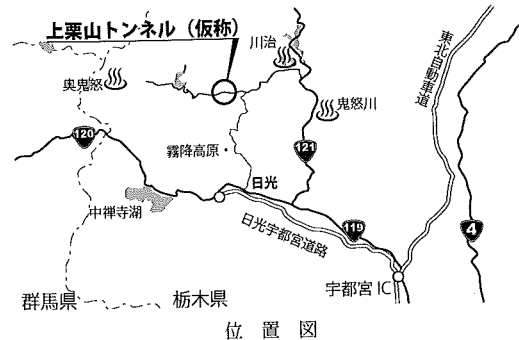 上栗山トンネル（仮称）
川治
奥鬼怒
鬼怒川
東北自動車道
120
霧降高原
121
日光
中禅寺湖
日光宇都宮道路
119
4
宇都宮IC
群馬県
栃木県
位置図